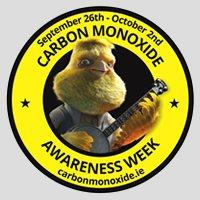 September 26th - October 2nd
CARBON MONOXIDE
AWARENESS WEEK
carbonmonoxide.ie